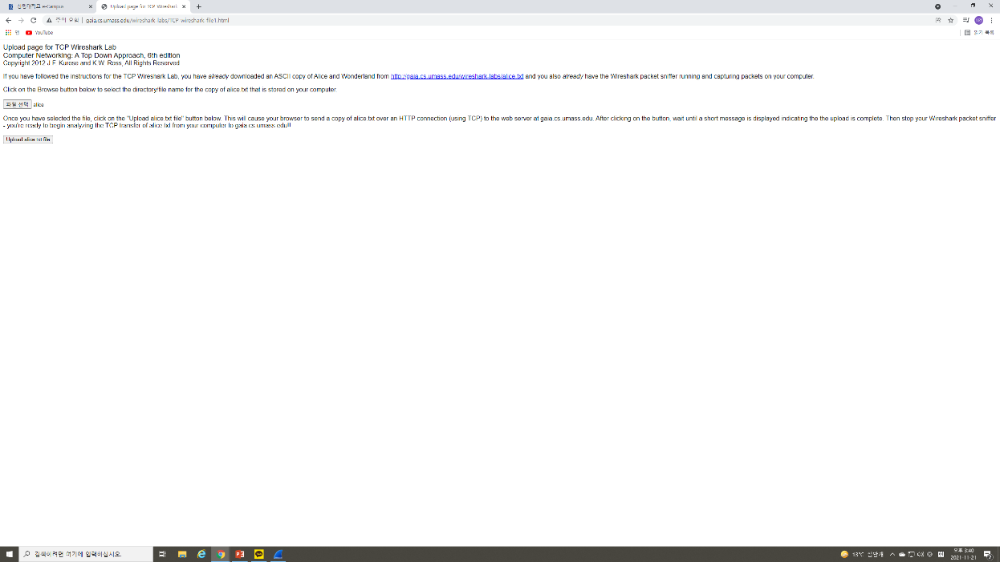 상명대학교 e-Campus
Upload page for TCP Wireshark
주의 요함 | gaia.cs.umass.edu/wireshark-labs/TCP-wireshark-file1.html
앱
YouTube
읽기 목록
Upload page for TCP Wireshark Lab
Computer Networking: A Top Down Approach, 6th edition
Copyright 2012 J.F. Kurose and K.W. Ross, All Rights Reserved
If you have followed the instructions for the TCP Wireshark Lab, you have already downloaded an ASCII copy of Alice and Wonderland from http://gaia.cs.umass.edu/wireshark-labs/alice.txt and you also already have the Wireshark packet sniffer running and capturing packets on your computer.
Click on the Browse button below to select the directory/file name for the copy of alice.txt that is stored on your computer.
파일 선택 alice
Once you have selected the file, click on the "Upload alice.txt file" button below. This will cause your browser to send a copy of alice.txt over an HTTP connection (using TCP) to the web server at gaia.cs.umass.edu. After clicking on the button, wait until a short message is displayed indicating the the upload is complete. Then stop your Wireshark packet sniffer
- you're ready to begin analyzing the TCP transfer of alice.txt from your computer to gaia.cs.umass.edu!!
Upload alice.txt file
검색하려면 여기에 입력하십시오.
13°C 실안개
오후 3:40
2021-11-21
2